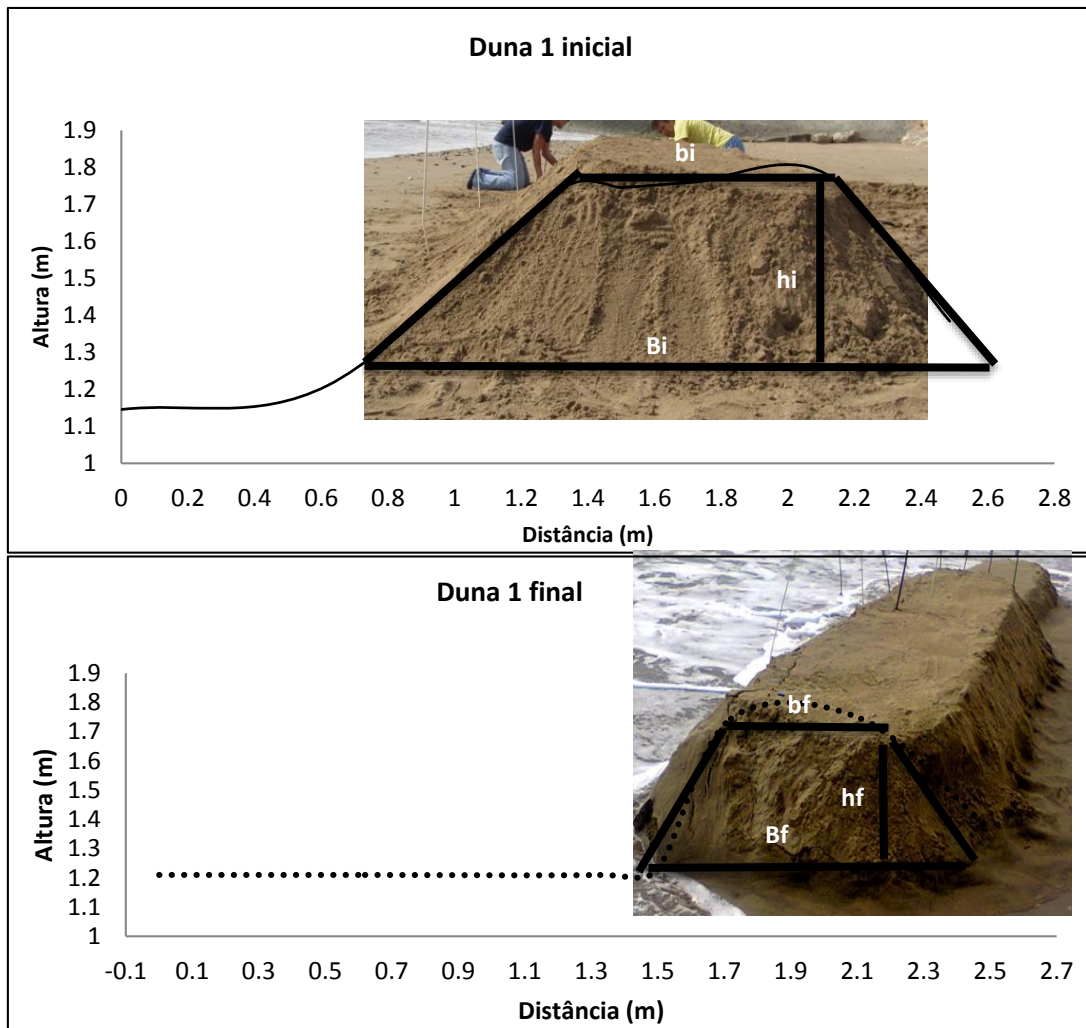 Duna 1 inicial
Altura (m)
1.9
1.8
1.7
1.6
1.5
1.4
1.3
1.2
1.1
1
bi
hi
Bi
0 0.2 0.4 0.6 0.8 1 1.2 1.4 1.6 1.8 2 2.2 2.4 2.6 2.8
Distância (m)
Duna 1 final
Altura (m)
1.9
1.8
1.7
1.6
1.5
1.4
1.3
1.2
1.1
1
bf
hf
Bf
-0.1 0.1 0.3 0.5 0.7 0.9 1.1 1.3 1.5 1.7 1.9 2.1 2.3 2.5 2.7
Distância (m)